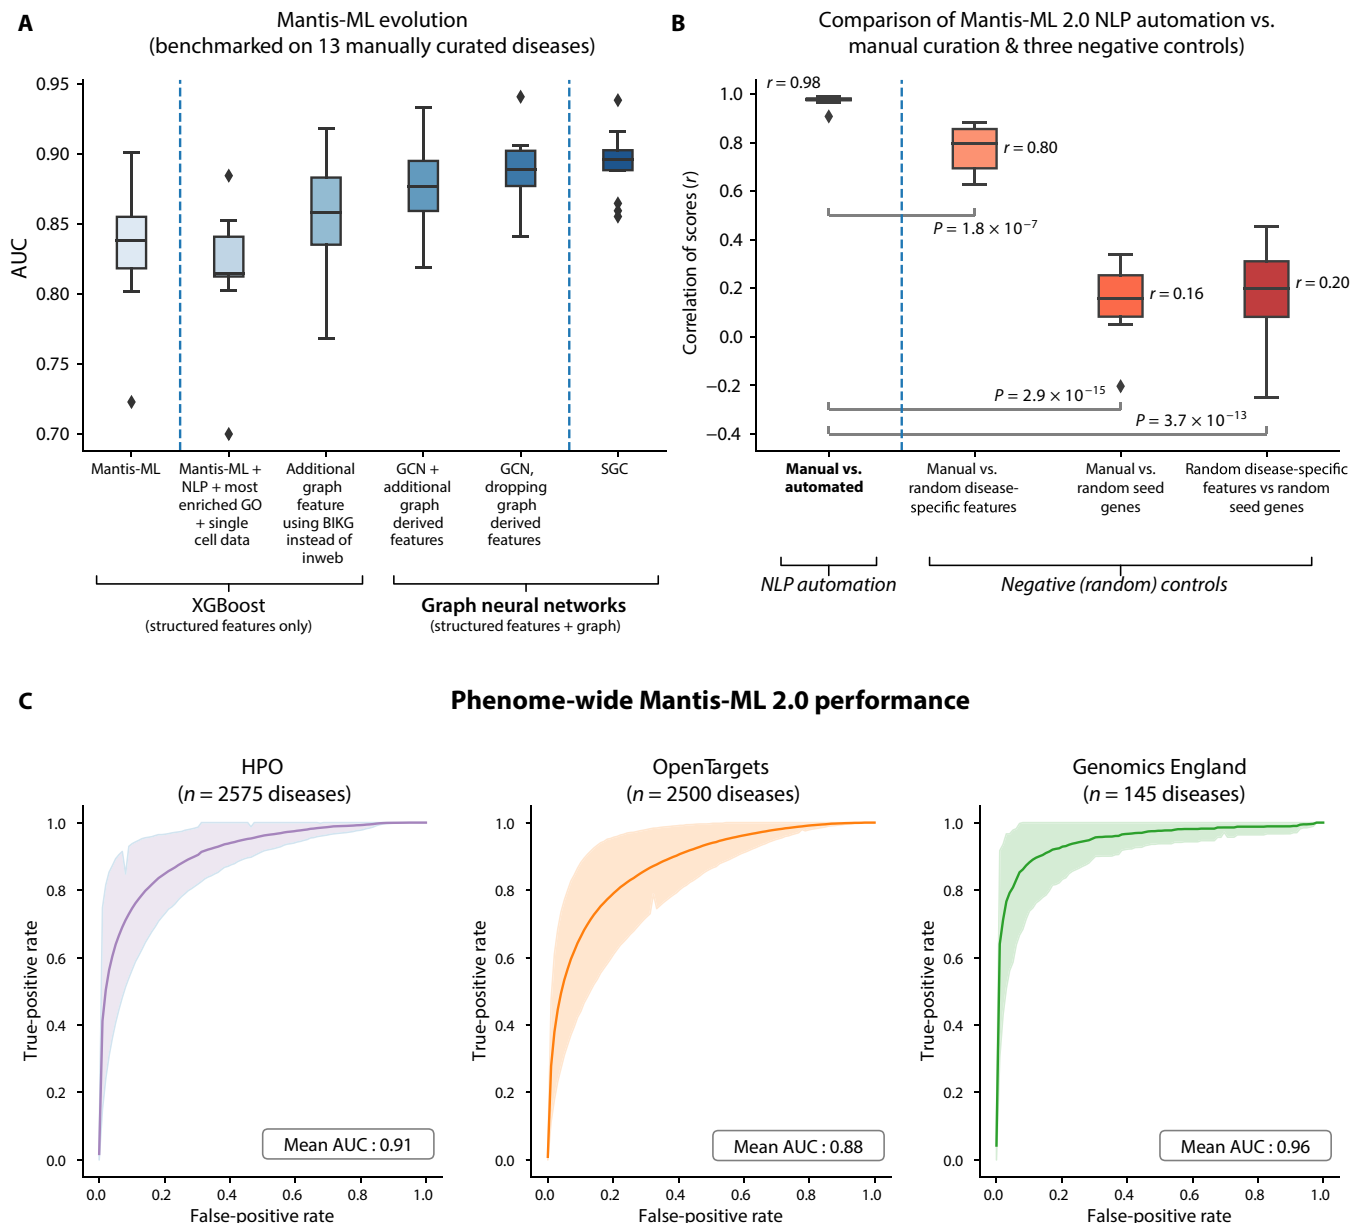 A
Mantis-ML evolution
(benchmarked on 13 manually curated diseases)
AUC
0.95
0.90
0.85
0.80
0.75
0.70
Mantis-ML
Mantis-ML +
NLP + most
enriched GO
+ single
cell data
Additional
graph
feature
using BIKG
instead of
inweb
GCN +
additional
graph
derived
features
GCN,
dropping
graph
derived
features
SGC
XGBoost
(structured features only)
Graph neural networks
(structured features + graph)
B
Comparison of Mantis-ML 2.0 NLP automation vs.
manual curation & three negative controls)
Correlation of scores (r)
1.0
0.8
0.6
0.4
0.2
0.0
−0.2
−0.4
r = 0.98
r = 0.80
P = 1.8 × 10⁻⁷
r = 0.16
r = 0.20
P = 2.9 × 10⁻¹⁵
P = 3.7 × 10⁻¹³
Manual vs.
automated
Manual vs.
random disease-
specific features
Manual vs.
random seed
genes
Random disease-specific
features vs random
seed genes
NLP automation
Negative (random) controls
C
Phenome-wide Mantis-ML 2.0 performance
HPO
(n = 2575 diseases)
True-positive rate
1.0
0.8
0.6
0.4
0.2
0.0
Mean AUC : 0.91
0.0 0.2 0.4 0.6 0.8 1.0
False-positive rate
OpenTargets
(n = 2500 diseases)
True-positive rate
1.0
0.8
0.6
0.4
0.2
0.0
Mean AUC : 0.88
0.0 0.2 0.4 0.6 0.8 1.0
False-positive rate
Genomics England
(n = 145 diseases)
True-positive rate
1.0
0.8
0.6
0.4
0.2
0.0
Mean AUC : 0.96
0.0 0.2 0.4 0.6 0.8 1.0
False-positive rate